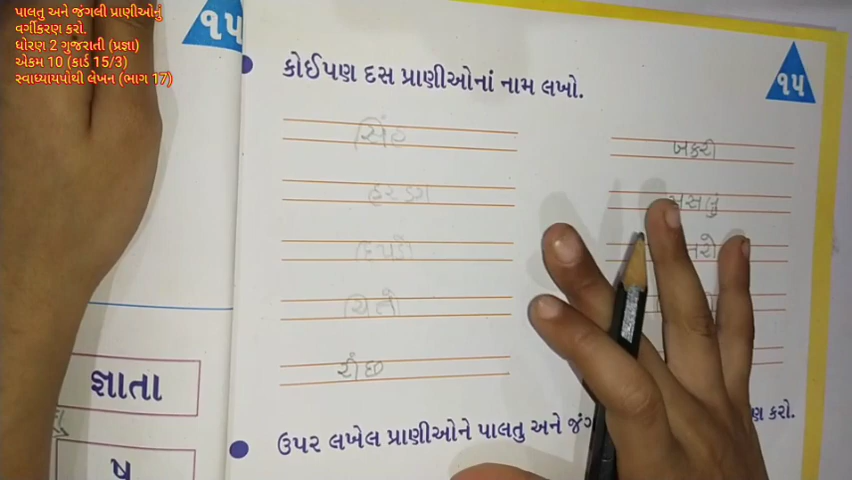 પાલતુ અને જંગલી પ્રાણીઓનું
વર્ગીકરણ કરો.
ધોરણ 2 ગુજરાતી (પ્રજ્ઞા)
એકમ 10 (કાર્ડ 15/3)
સ્વાધ્યાયપોથી લેખન (ભાગ 17)
૧૫
કોઈપણ દસ પ્રાણીઓનાં નામ લખો.
૧૫
સિંહ
બકરી
સસલું
ચિતો
રીંછ
જ્ઞાતા
ષ
ઉપર લખેલ પ્રાણીઓને પાલતુ અને કરો.